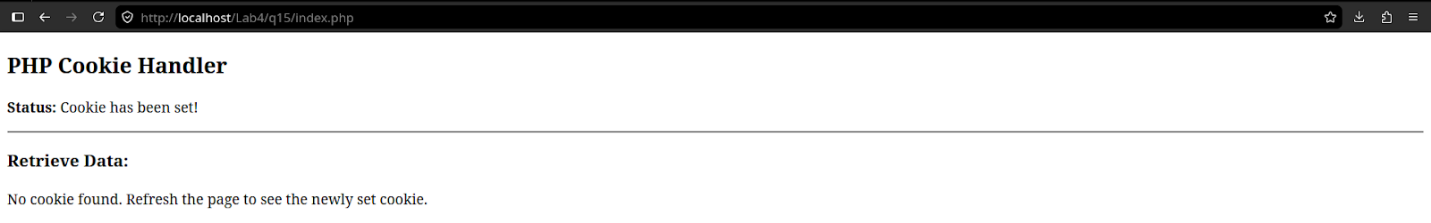 http://localhost/Lab4/q15/index.php
PHP Cookie Handler
Status: Cookie has been set!
Retrieve Data:
No cookie found. Refresh the page to see the newly set cookie.